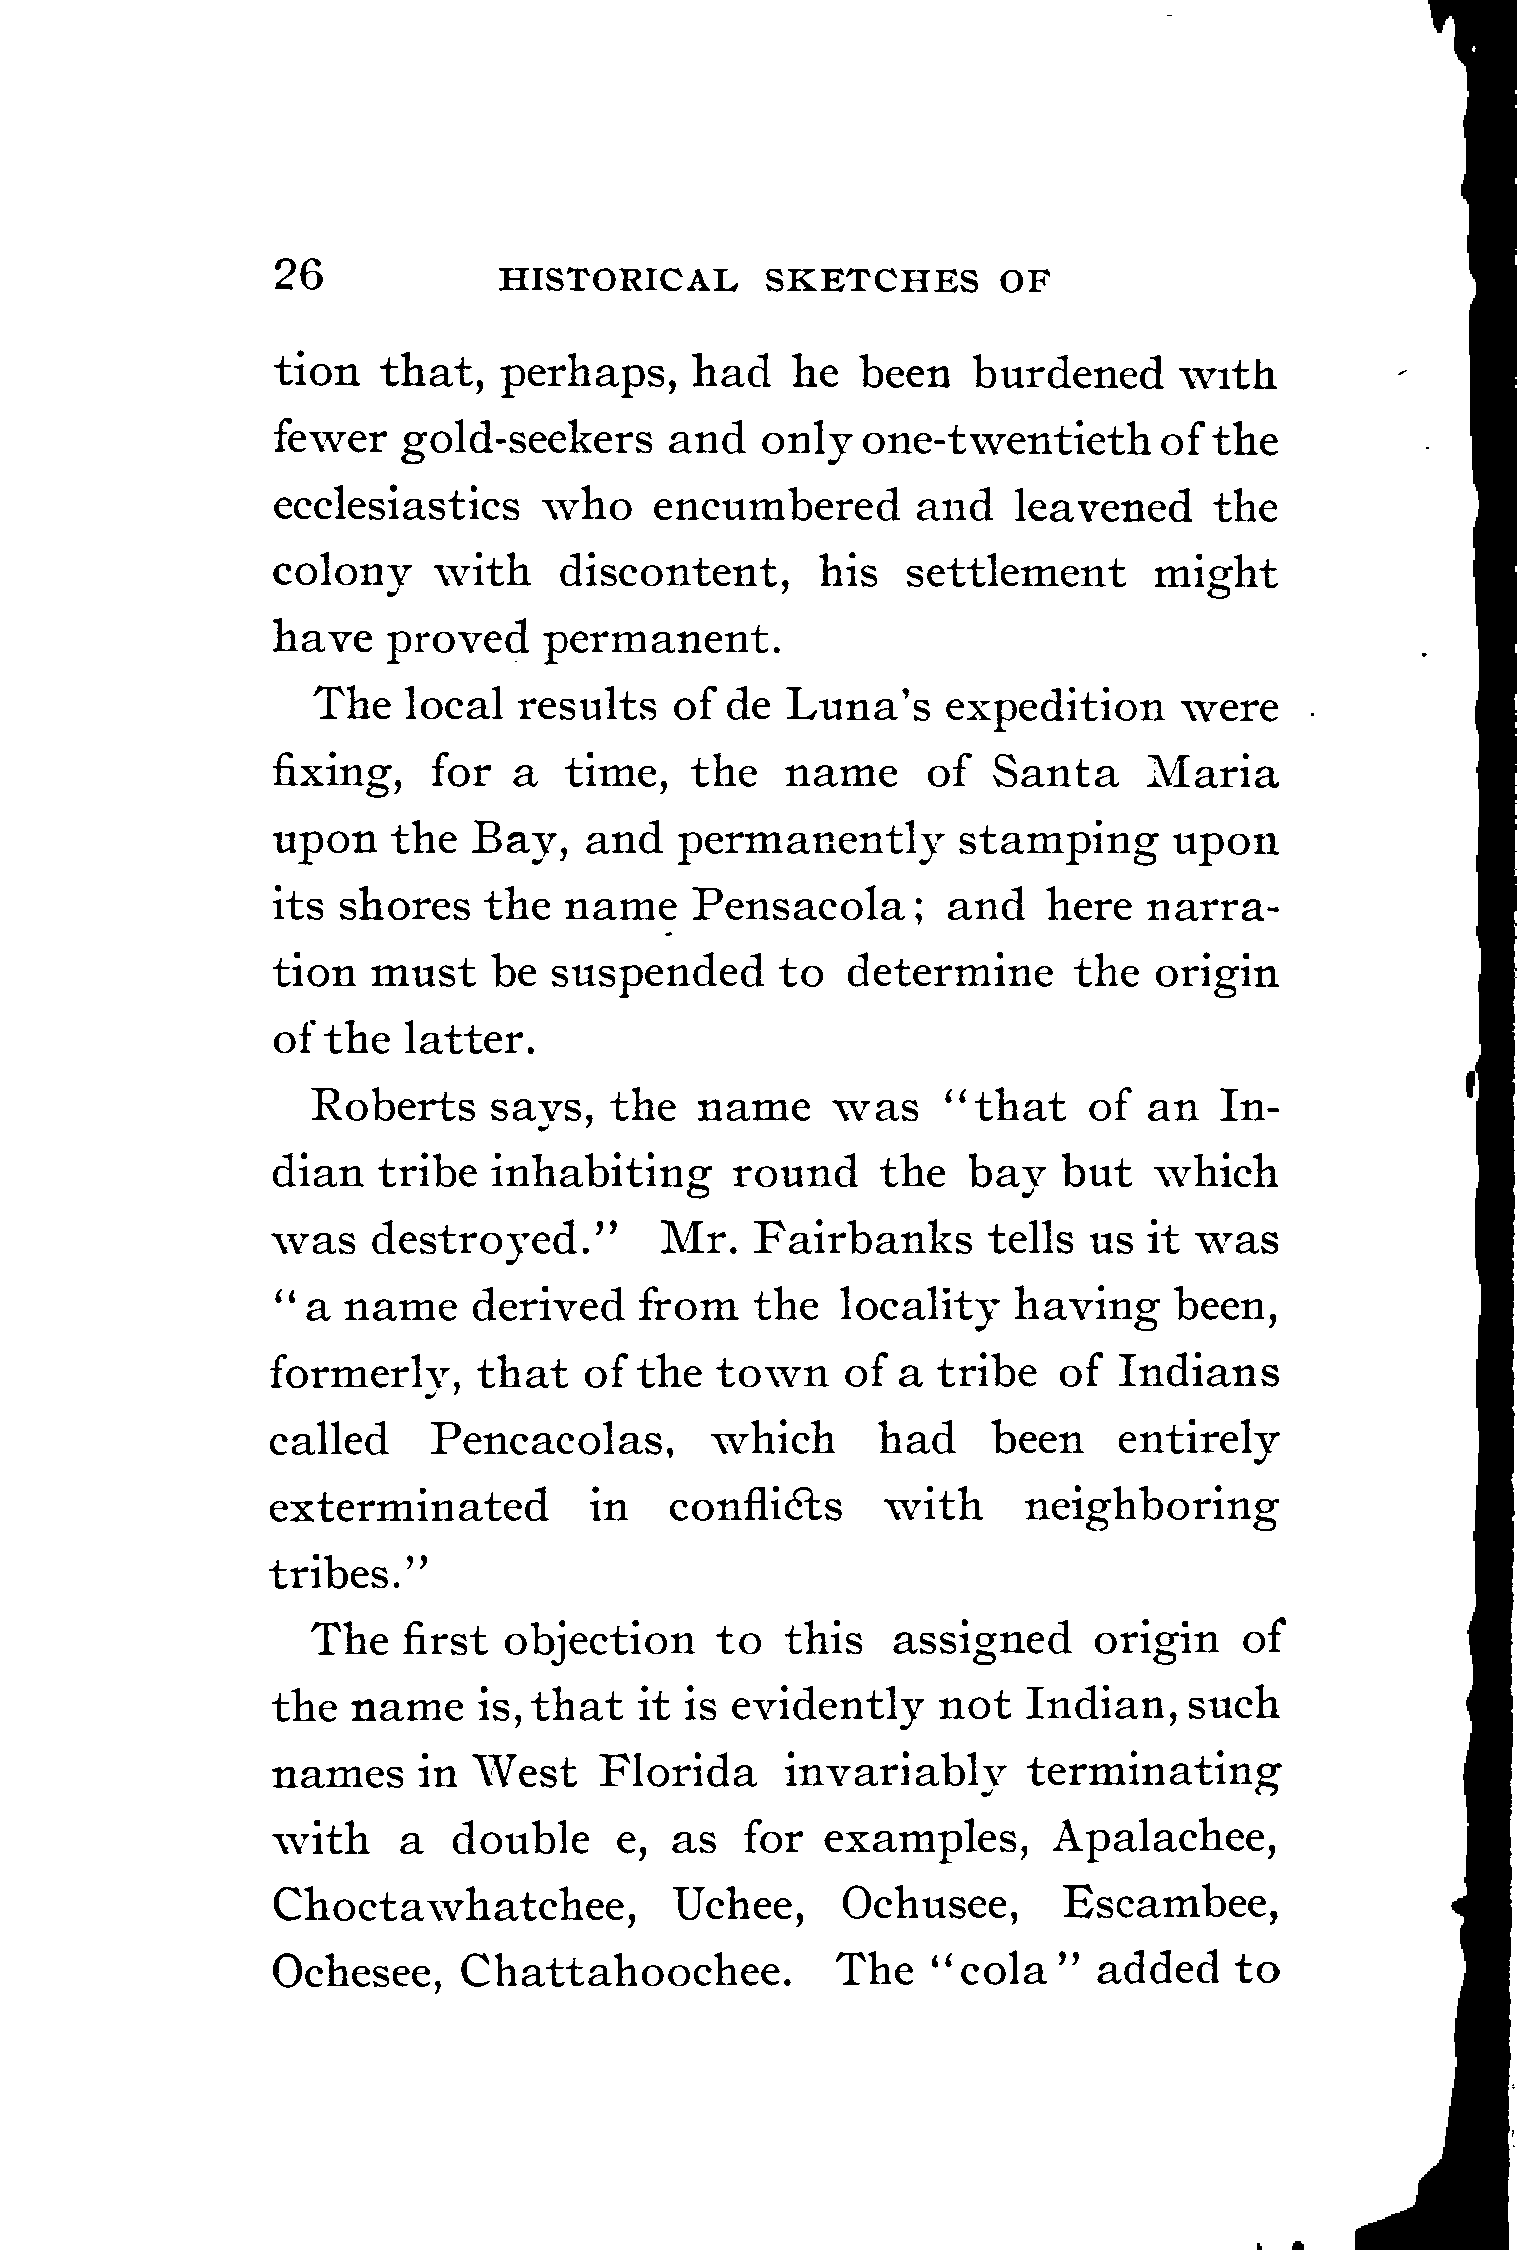 26 HISTORICAL SKETCHES OF
tion that, perhaps, had he been burdened with
fewer gold-seekers and only one-twentieth of the
ecclesiastics who encumbered and leavened the
colony with discontent, his settlement might
have proved permanent.
The local results of de Luna's expedition were
fixing, for a time, the name of Santa Maria
upon the Bay, and permanently stamping upon
its shores the name Pensacola; and here narra-
tion must be suspended to determine the origin
of the latter.
Roberts says, the name was "that of an In-
dian tribe inhabiting round the bay but which
was destroyed." Mr. Fairbanks tells us it was
"a name derived from the locality having been,
formerly, that of the town of a tribe of Indians
called Pencacolas, which had been entirely
exterminated in conflicts with neighboring
tribes."
The first objection to this assigned origin of
the name is, that it is evidently not Indian, such
names in West Florida invariably terminating
with a double e, as for examples, Apalachee,
Choctawhatchee, Uchee, Ochusee, Escambee,
Ochesee, Chattahoochee. The "cola" added to